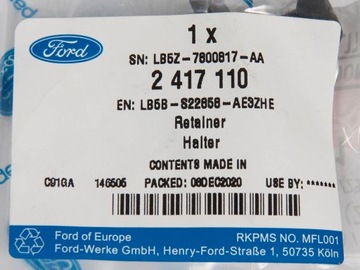 Ford
1 x
SN: LB5Z-7800817-AA
2 417 110
EN: LB5B-S22858-AE3ZHE
Retainer
Halter
CONTENTS MADE IN
C91GA 146505 PACKED: 08DEC2020 USE BY:*******
Ford of Europe RKPMS NO. MFL001
Ford-Werke GmbH, Henry-Ford-Straße 1, 50735 Köln